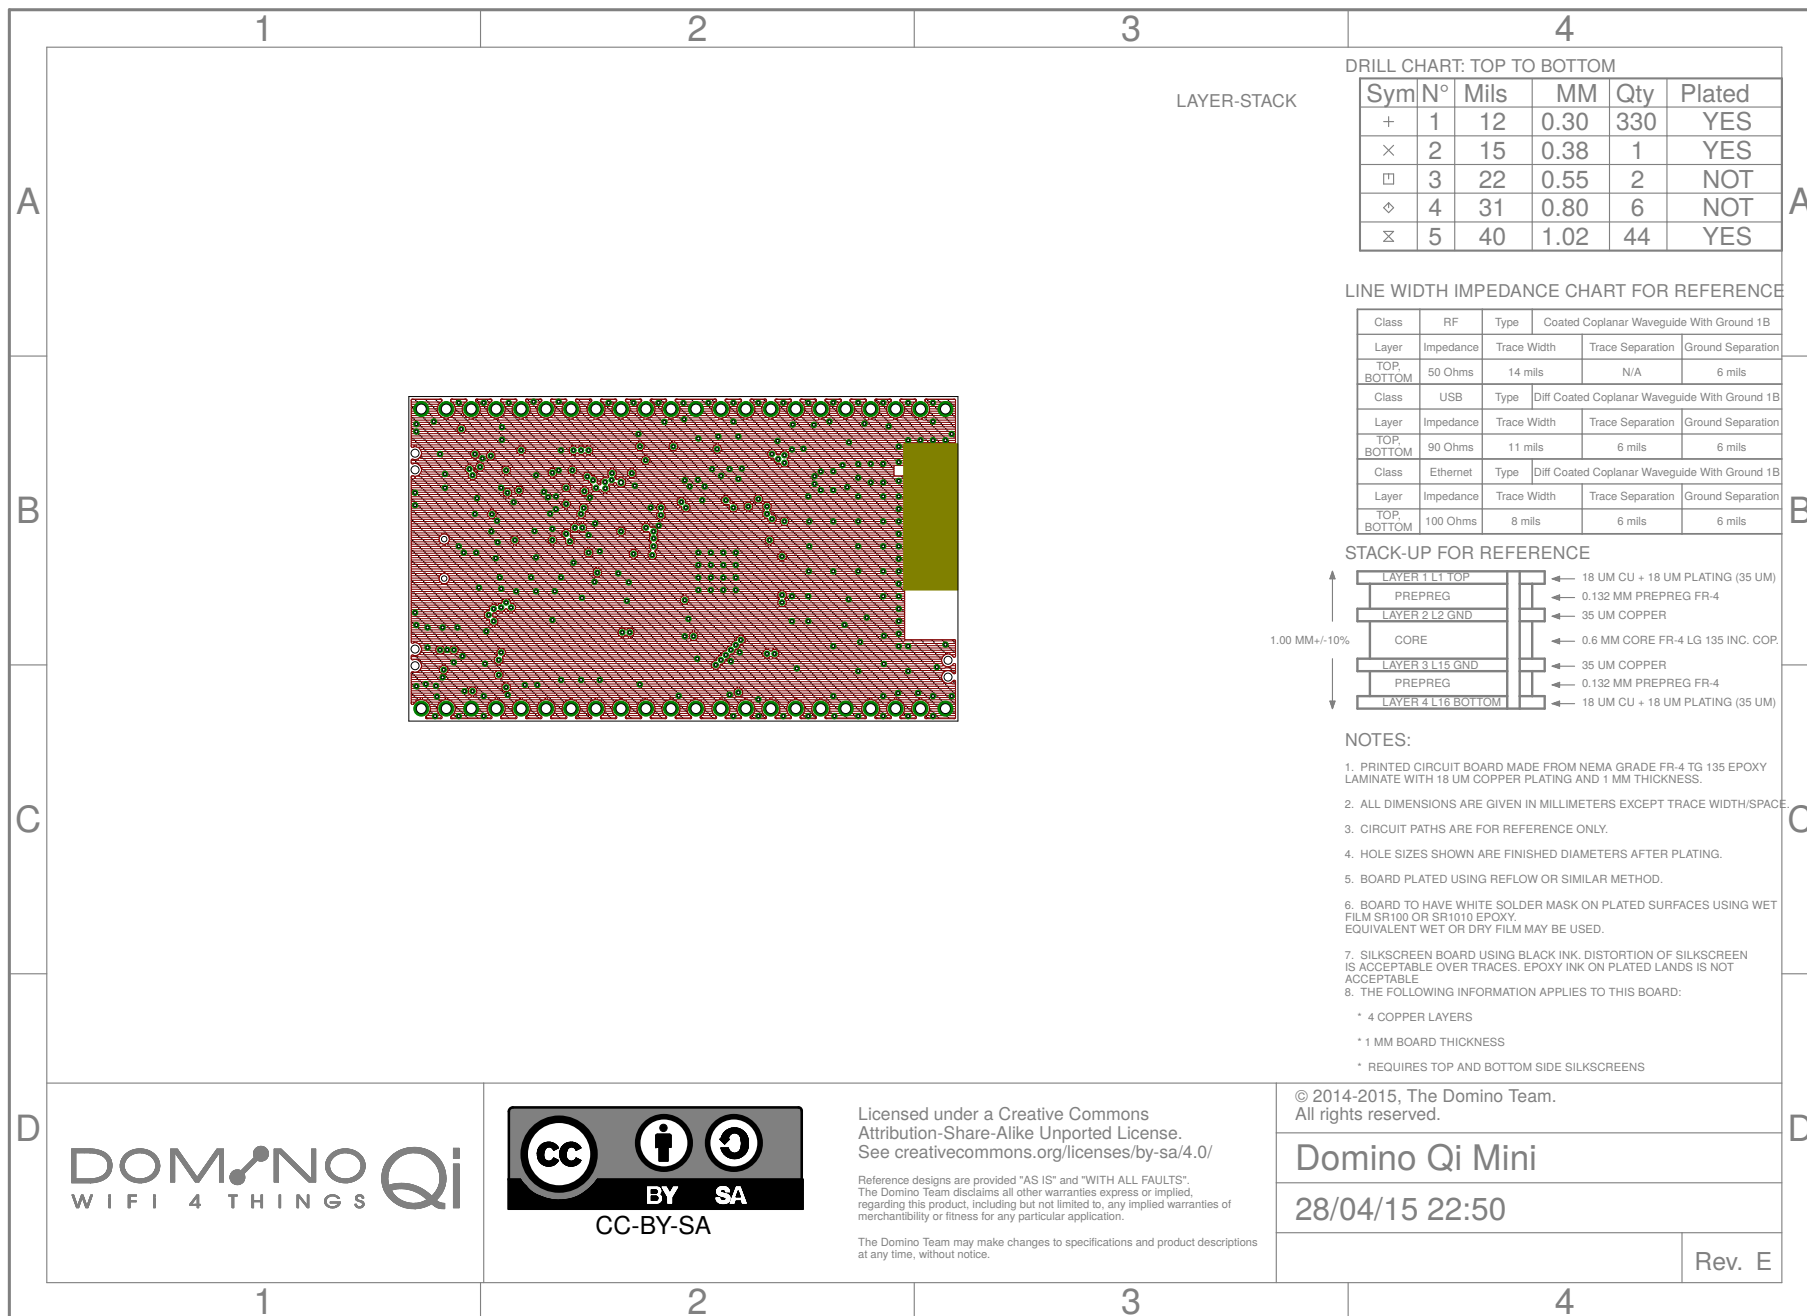 1 2 3 4
DRILL CHART: TOP TO BOTTOM
LAYER-STACK
Sym N° Mils MM Qty Plated
+ 1 12 0.30 330 YES
× 2 15 0.38 1 YES
3 22 0.55 2 NOT
4 31 0.80 6 NOT
5 40 1.02 44 YES
A A
LINE WIDTH IMPEDANCE CHART FOR REFERENCE
Class RF Type Coated Coplanar Waveguide With Ground 1B
Layer Impedance Trace Width Trace Separation Ground Separation
TOP, BOTTOM 50 Ohms 14 mils N/A 6 mils
Class USB Type Diff Coated Coplanar Waveguide With Ground 1B
Layer Impedance Trace Width Trace Separation Ground Separation
TOP, BOTTOM 90 Ohms 11 mils 6 mils 6 mils
Class Ethernet Type Diff Coated Coplanar Waveguide With Ground 1B
Layer Impedance Trace Width Trace Separation Ground Separation
TOP, BOTTOM 100 Ohms 8 mils 6 mils 6 mils
B B
STACK-UP FOR REFERENCE
LAYER 1 L1 TOP 18 UM CU + 18 UM PLATING (35 UM)
PREPREG 0.132 MM PREPREG FR-4
LAYER 2 L2 GND 35 UM COPPER
1.00 MM+/-10% CORE 0.6 MM CORE FR-4 LG 135 INC. COP.
LAYER 3 L15 GND 35 UM COPPER
PREPREG 0.132 MM PREPREG FR-4
LAYER 4 L16 BOTTOM 18 UM CU + 18 UM PLATING (35 UM)
NOTES:
1. PRINTED CIRCUIT BOARD MADE FROM NEMA GRADE FR-4 TG 135 EPOXY
LAMINATE WITH 18 UM COPPER PLATING AND 1 MM THICKNESS.
2. ALL DIMENSIONS ARE GIVEN IN MILLIMETERS EXCEPT TRACE WIDTH/SPACE.
C C
3. CIRCUIT PATHS ARE FOR REFERENCE ONLY.
4. HOLE SIZES SHOWN ARE FINISHED DIAMETERS AFTER PLATING.
5. BOARD PLATED USING REFLOW OR SIMILAR METHOD.
6. BOARD TO HAVE WHITE SOLDER MASK ON PLATED SURFACES USING WET
FILM SR100 OR SR1010 EPOXY.
EQUIVALENT WET OR DRY FILM MAY BE USED.
7. SILKSCREEN BOARD USING BLACK INK. DISTORTION OF SILKSCREEN
IS ACCEPTABLE OVER TRACES. EPOXY INK ON PLATED LANDS IS NOT
ACCEPTABLE
8. THE FOLLOWING INFORMATION APPLIES TO THIS BOARD:
* 4 COPPER LAYERS
* 1 MM BOARD THICKNESS
* REQUIRES TOP AND BOTTOM SIDE SILKSCREENS
D D
DOMINO Qi
WIFI 4 THINGS
cc
BY SA
CC-BY-SA
Licensed under a Creative Commons
Attribution-Share-Alike Unported License.
See creativecommons.org/licenses/by-sa/4.0/
Reference designs are provided "AS IS" and "WITH ALL FAULTS".
The Domino Team disclaims all other warranties express or implied,
regarding this product, including but not limited to, any implied warranties of
merchantibility or fitness for any particular application.
The Domino Team may make changes to specifications and product descriptions
at any time, without notice.
© 2014-2015, The Domino Team.
All rights reserved.
Domino Qi Mini
28/04/15 22:50
Rev. E
1 2 3 4